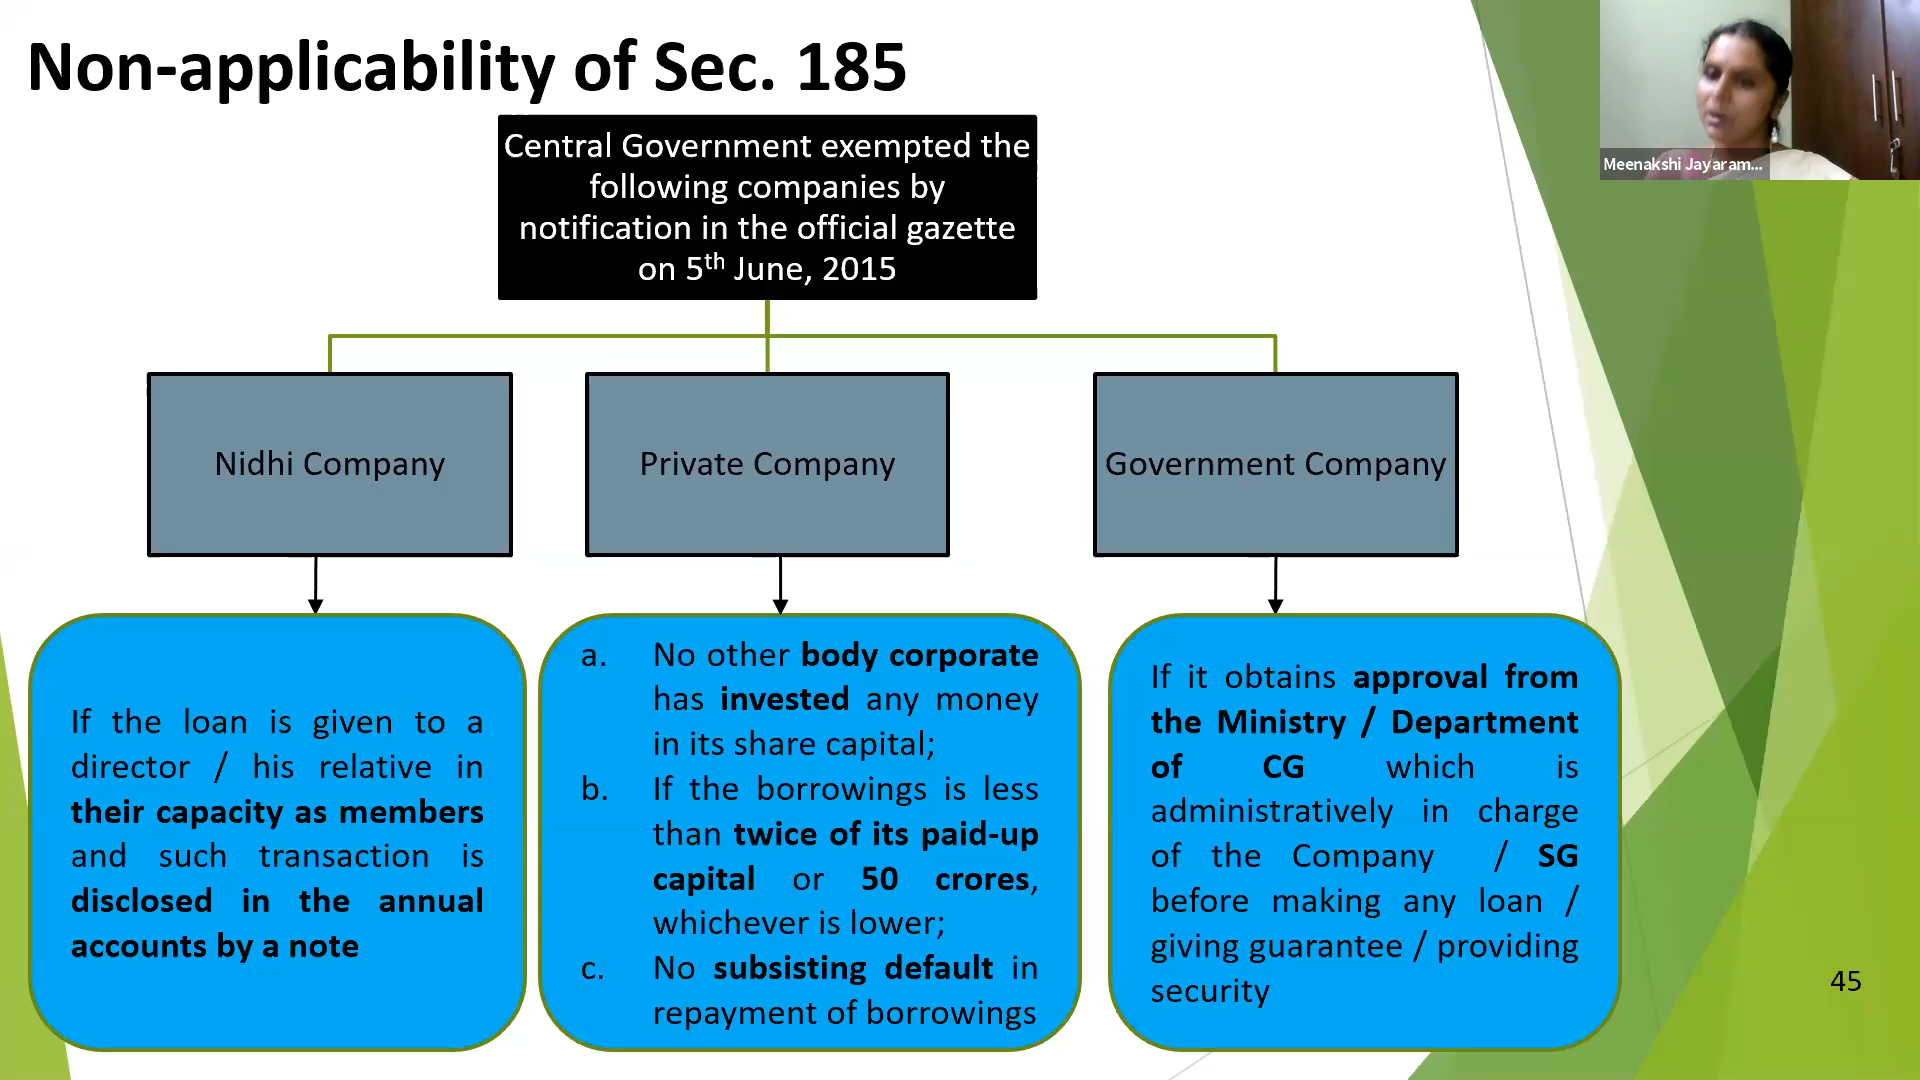 Non-applicability of Sec. 185
Meenakshi Jayaram...
Central Government exempted the
following companies by
notification in the official gazette
on 5th June, 2015
Nidhi Company
Private Company
Government Company
If the loan is given to a
director / his relative in
their capacity as members
and such transaction is
disclosed in the annual
accounts by a note
a. No other body corporate
has invested any money
in its share capital;
b. If the borrowings is less
than twice of its paid-up
capital or 50 crores,
whichever is lower;
c. No subsisting default in
repayment of borrowings
If it obtains approval from
the Ministry / Department
of CG which is
administratively in charge
of the Company / SG
before making any loan /
giving guarantee / providing
security
45